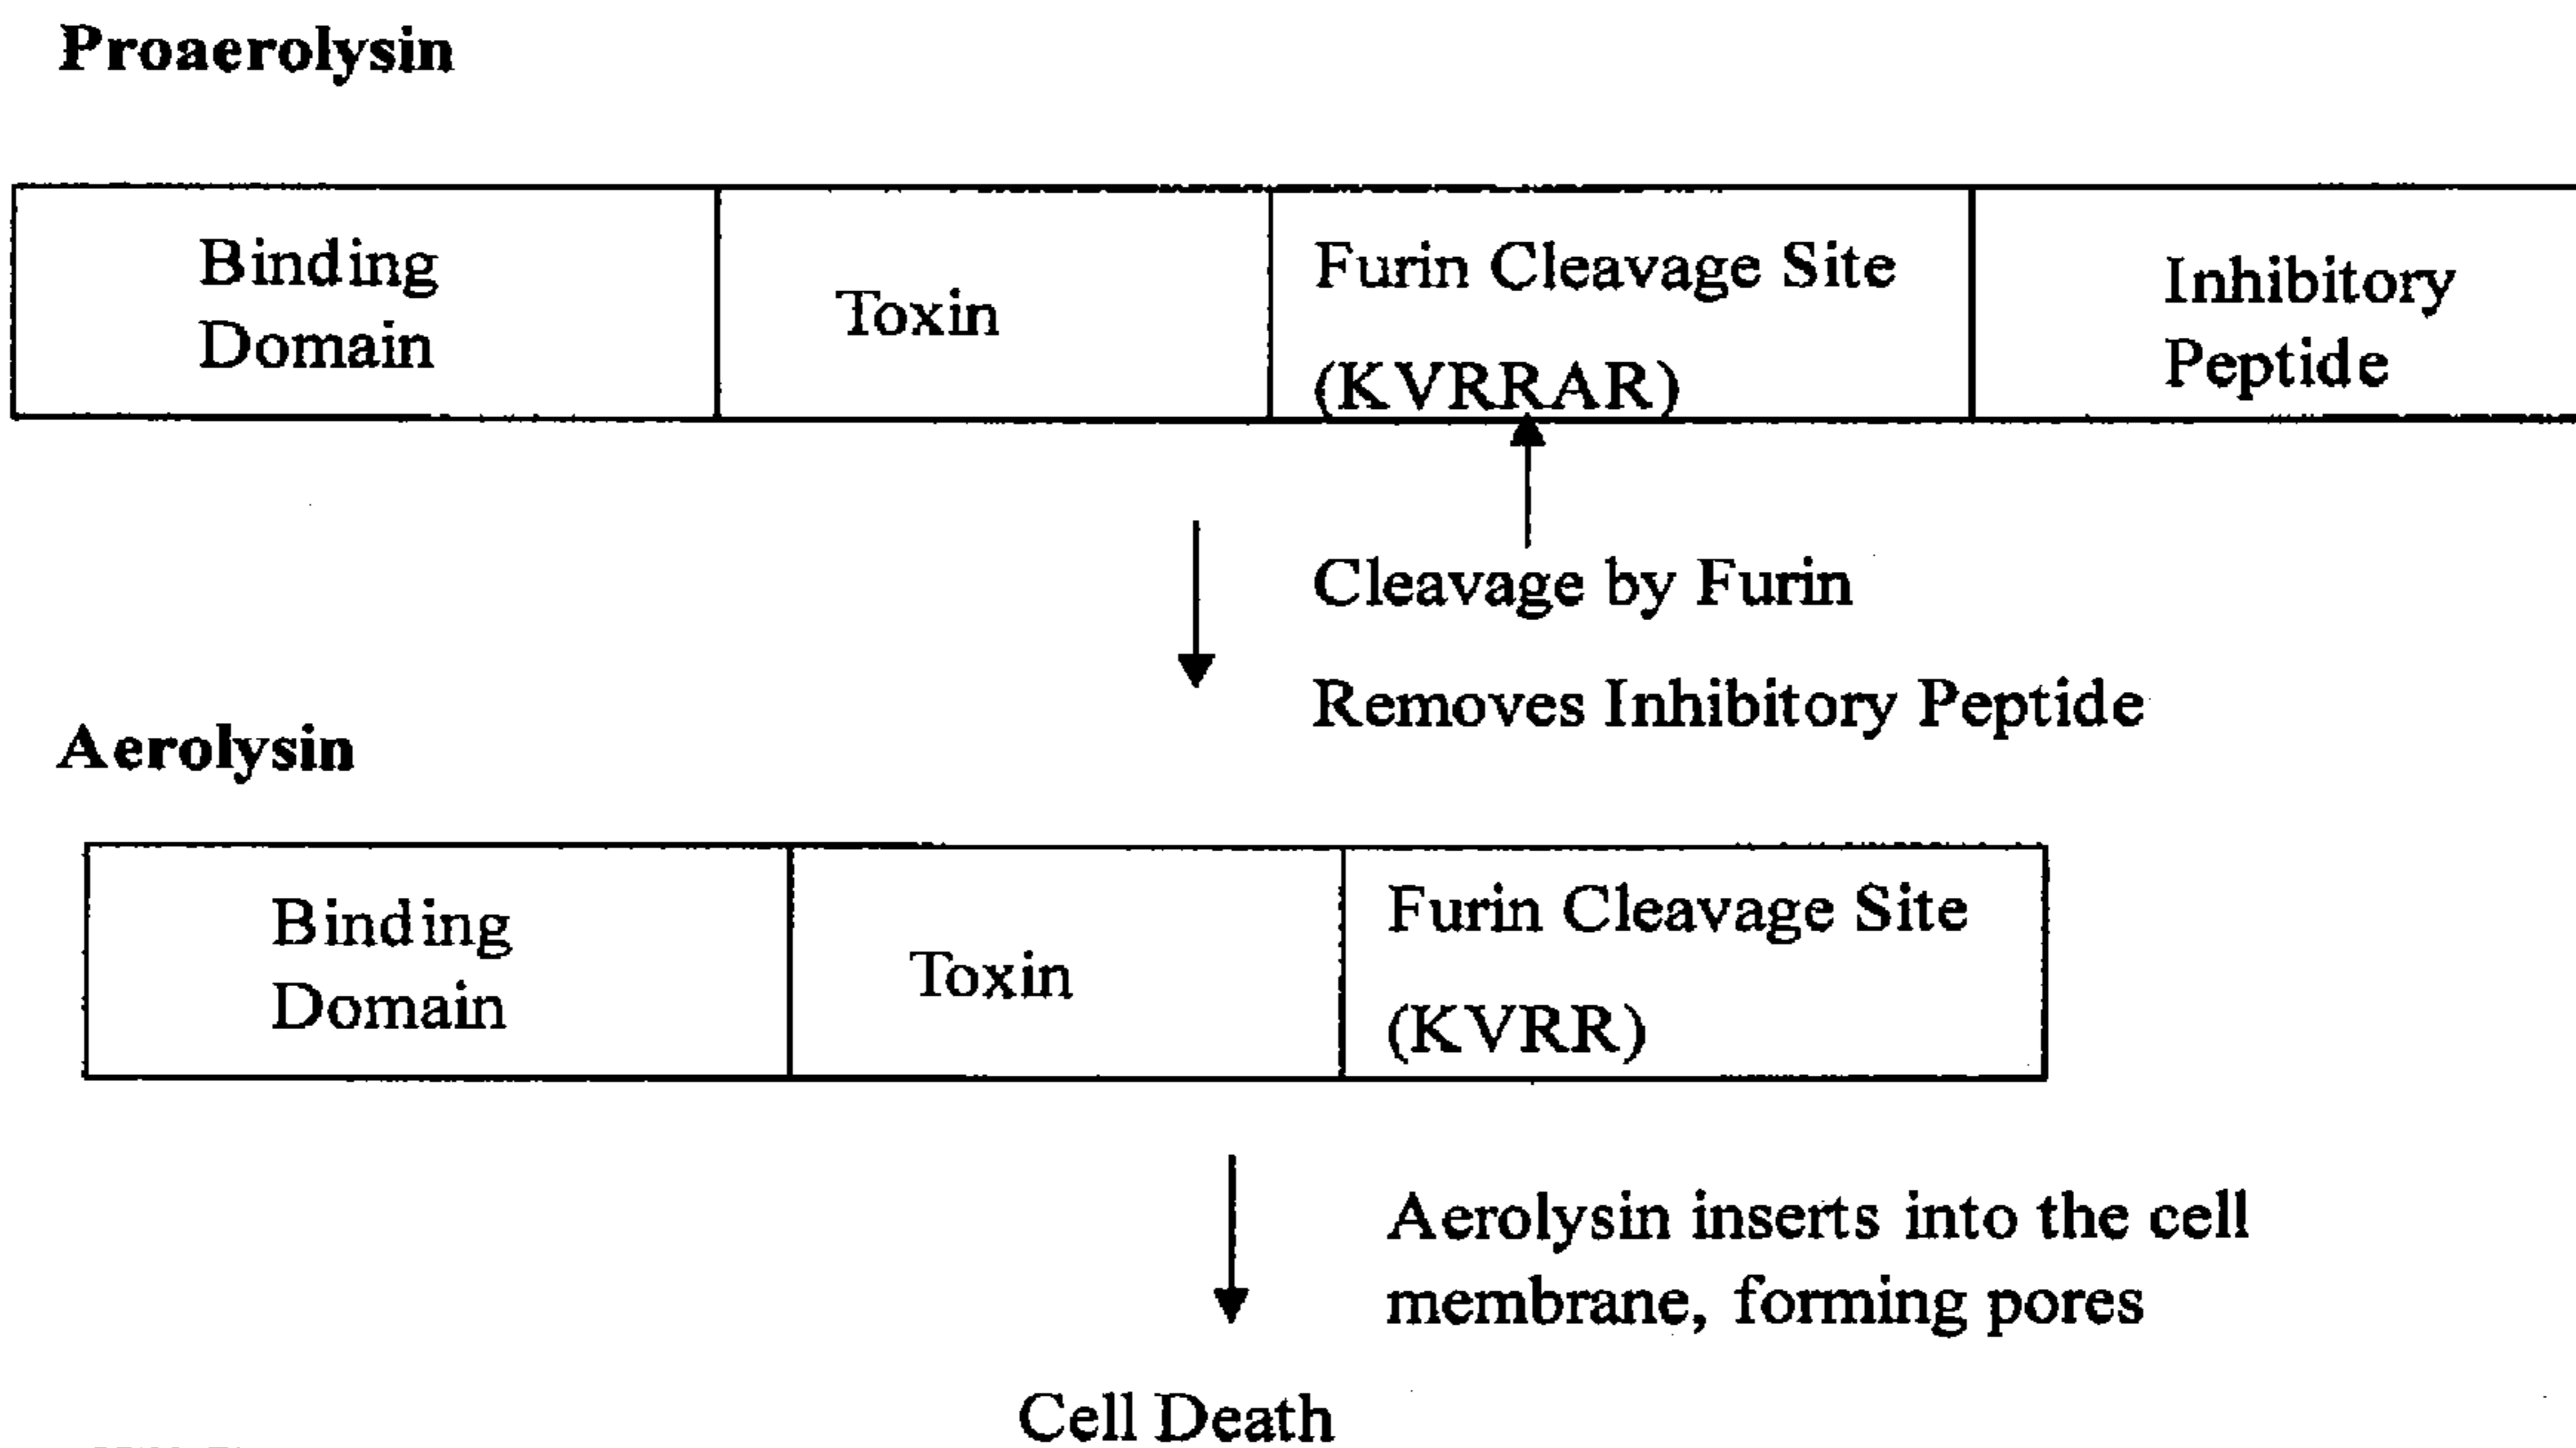 Proaerolysin
Binding
Domain
Toxin
Furin Cleavage Site
(KVRRAR)
Inhibitory
Peptide
Cleavage by Furin
Removes Inhibitory Peptide
Aerolysin
Binding
Domain
Toxin
Furin Cleavage Site
(KVRR)
Aerolysin inserts into the cell
membrane, forming pores
Cell Death